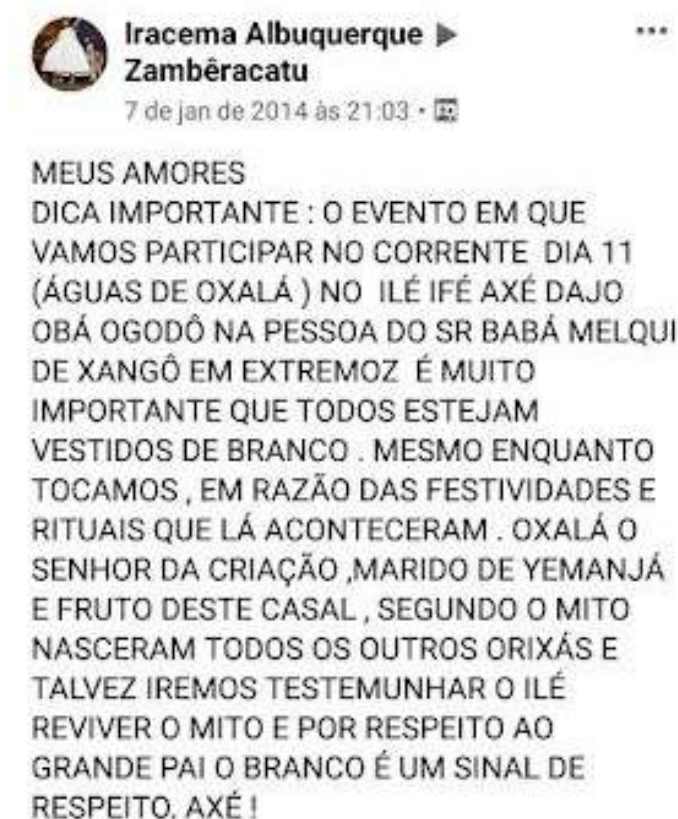 Iracema Albuquerque ▶
Zambêracatu
7 de jan de 2014 às 21:03 •
MEUS AMORES
DICA IMPORTANTE : O EVENTO EM QUE
VAMOS PARTICIPAR NO CORRENTE DIA 11
(ÁGUAS DE OXALÁ ) NO ILÉ IFÉ AXÉ DAJO
OBÁ OGODÔ NA PESSOA DO SR BABÁ MELQUI
DE XANGÔ EM EXTREMOZ É MUITO
IMPORTANTE QUE TODOS ESTEJAM
VESTIDOS DE BRANCO . MESMO ENQUANTO
TOCAMOS , EM RAZÃO DAS FESTIVIDADES E
RITUAIS QUE LÁ ACONTECERAM . OXALÁ O
SENHOR DA CRIAÇÃO ,MARIDO DE YEMANJÁ
E FRUTO DESTE CASAL , SEGUNDO O MITO
NASCERAM TODOS OS OUTROS ORIXÁS E
TALVEZ IREMOS TESTEMUNHAR O ILÉ
REVIVER O MITO E POR RESPEITO AO
GRANDE PAI O BRANCO É UM SINAL DE
RESPEITO. AXÉ !